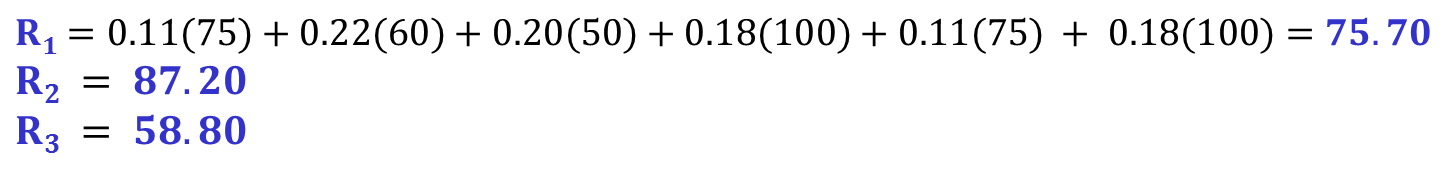 R₁ = 0.11(75) + 0.22(60) + 0.20(50) + 0.18(100) + 0.11(75) + 0.18(100) = 75.70
R₂ = 87.20
R₃ = 58.80